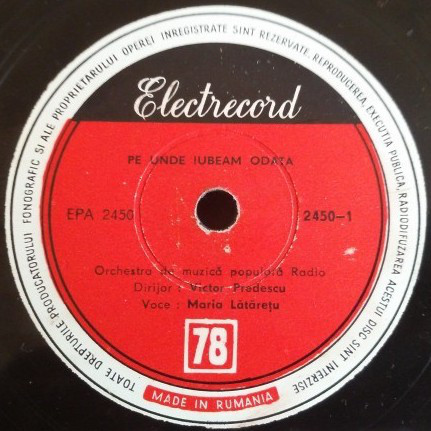 TOATE DREPTURILE PRODUCATORULUI FONOGRAFIC SI ALE PROPRIETARULUI OPEREI INREGISTRATE SINT REZERVATE. REPRODUCEREA, EXECUTIA PUBLICA, RADIODIFUZAREA ACESTUI DISC SINT INTERZISE
Electrecord
PE UNDE IUBEAM ODATA
EPA 2450
2450-1
Orchestra de muzică populară Radio
Dirijor : Victor Predescu
Voce : Maria Lătărețu
78
MADE IN RUMANIA